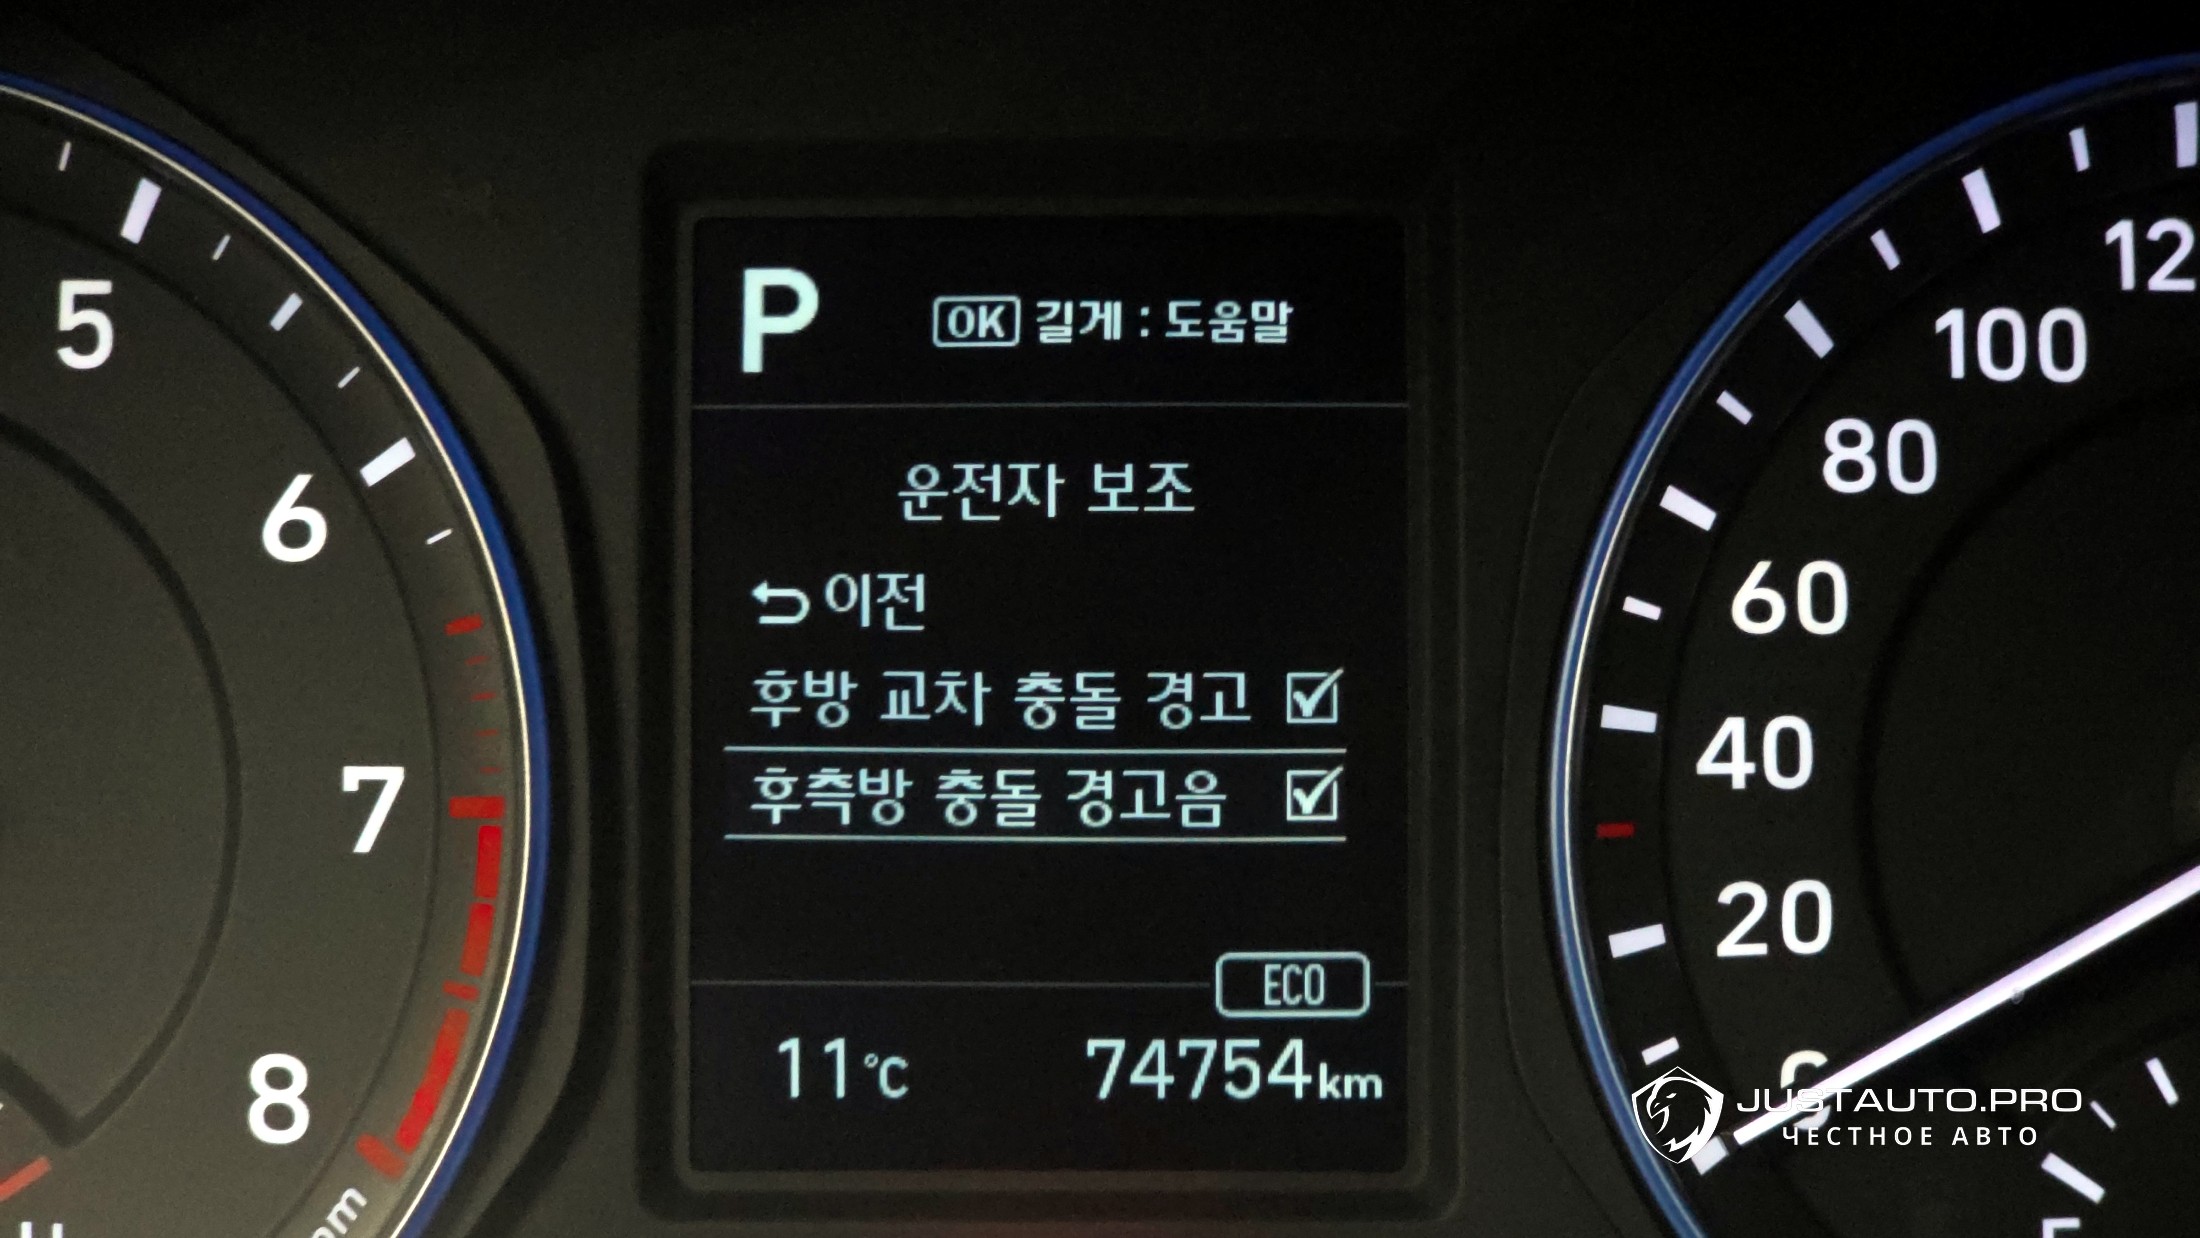 P
OK 길게 : 도움말
운전자 보조
이전
후방 교차 충돌 경고
후측방 충돌 경고음
ECO
11°C
74754km
5
6
7
8
12
100
80
60
40
20
0
JUSTAUTO.PRO
ЧЕСТНОЕ АВТО